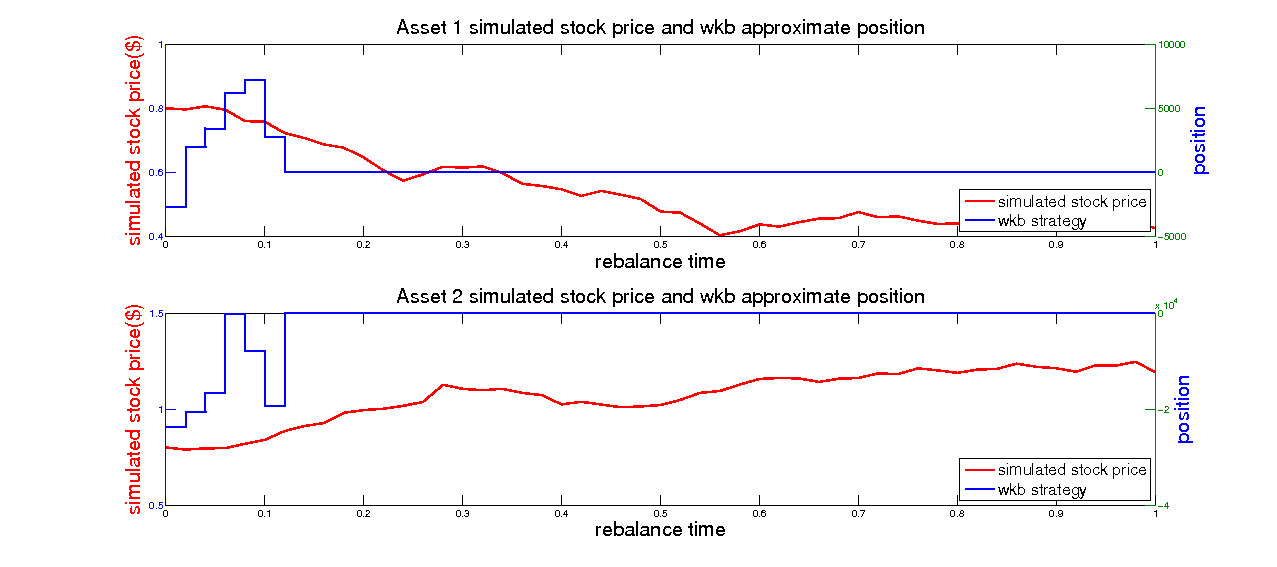 Asset 1 simulated stock price and wkb approximate position
simulated stock price($)
1
0.8
0.6
0.4
10000
5000
0
-5000
position
simulated stock price
wkb strategy
0 0.1 0.2 0.3 0.4 0.5 0.6 0.7 0.8 0.9 1
rebalance time
Asset 2 simulated stock price and wkb approximate position
simulated stock price($)
1.5
1
0.5
x 10^4
0
-2
-4
position
simulated stock price
wkb strategy
0 0.1 0.2 0.3 0.4 0.5 0.6 0.7 0.8 0.9 1
rebalance time